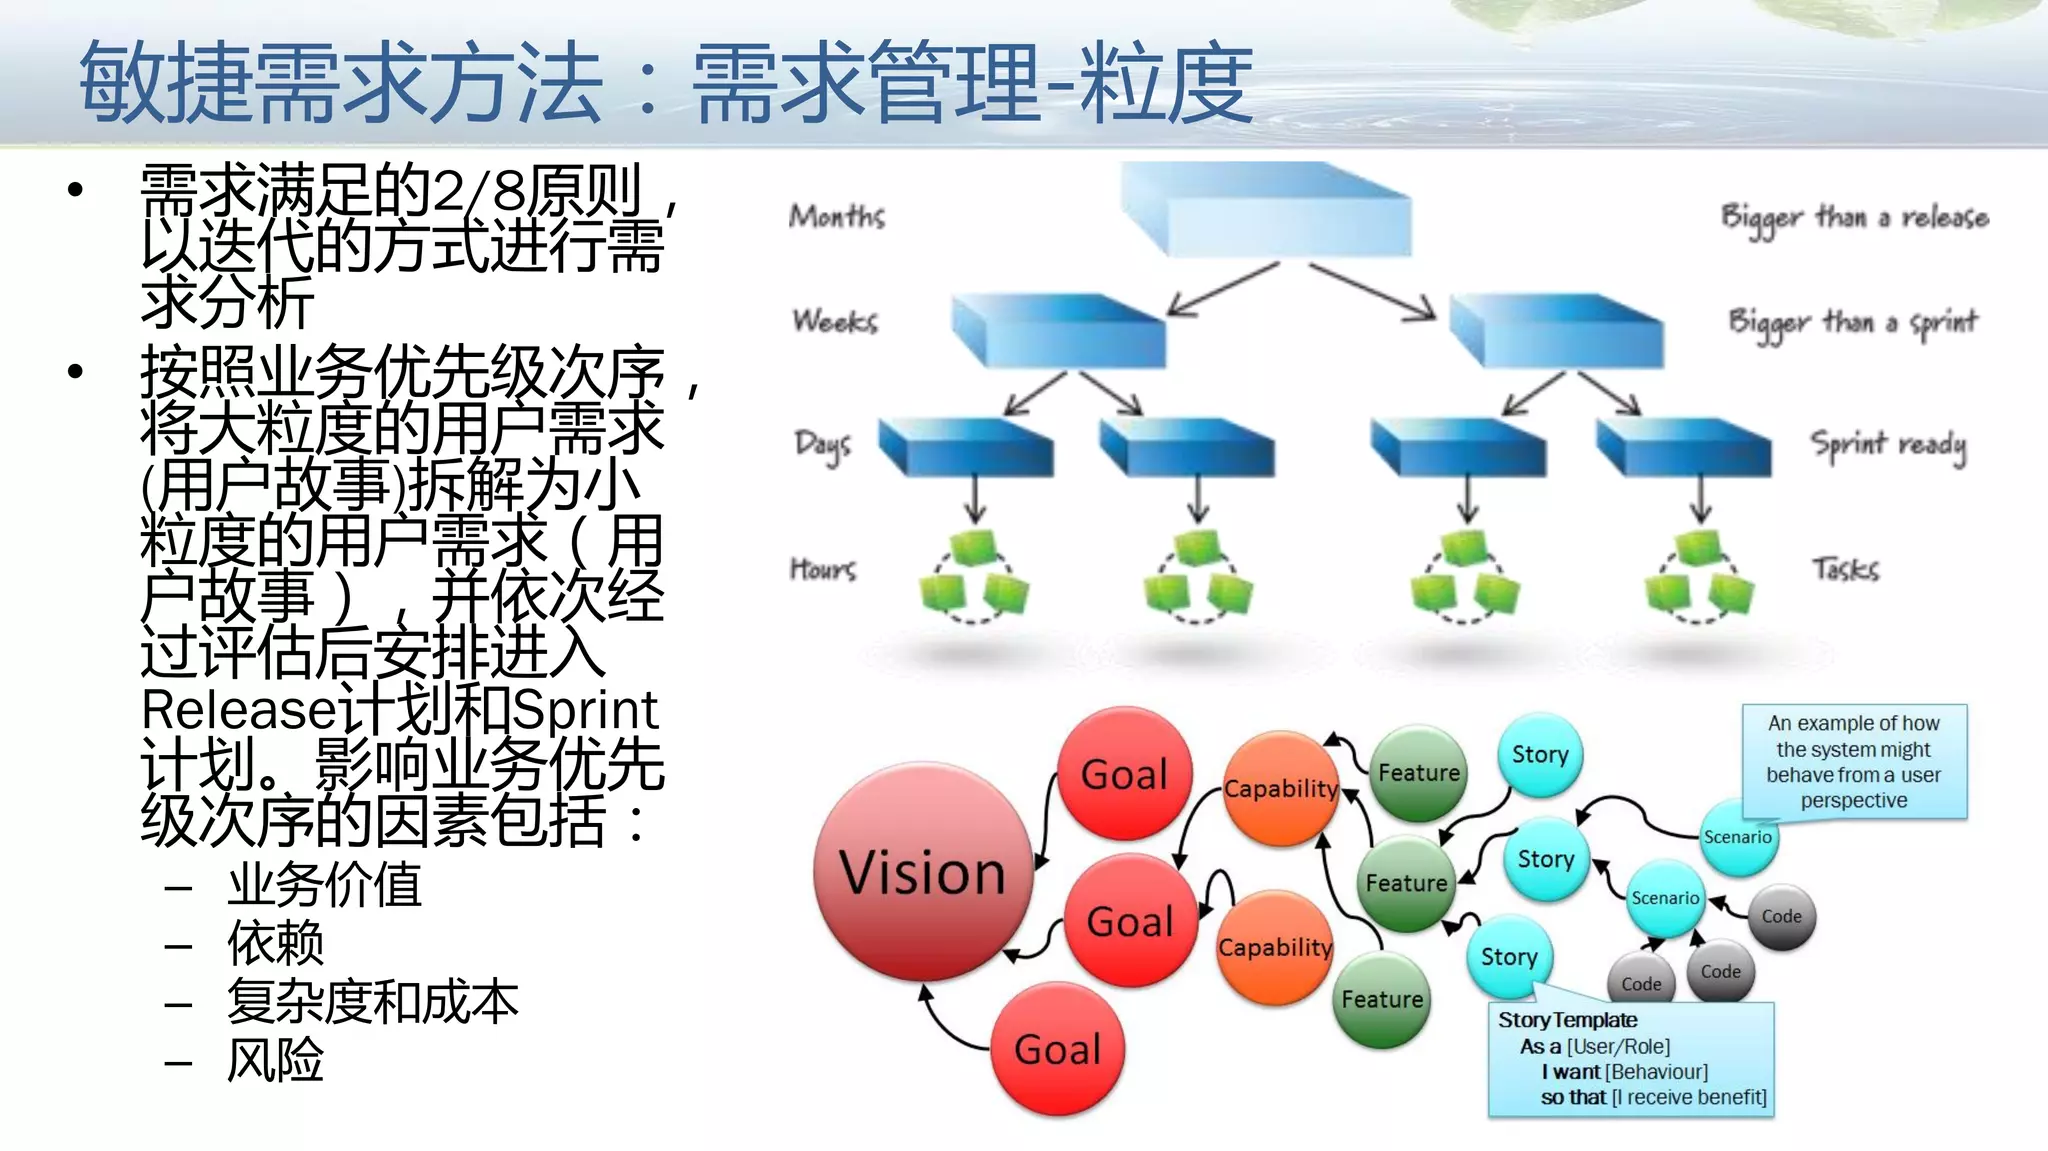 敏捷需求方法：需求管理-粒度
• 需求满足的2/8原则，
以迭代的方式进行需
求分析
• 按照业务优先级次序，
将大粒度的用户需求
(用户故事)拆解为小
粒度的用户需求（用
户故事），并依次经
过评估后安排进入
Release计划和Sprint
计划。影响业务优先
级次序的因素包括：
– 业务价值
– 依赖
– 复杂度和成本
– 风险
Months
Bigger than a release
Weeks
Bigger than a sprint
Days
Sprint ready
Hours
Tasks
Vision
Goal
Goal
Goal
Capability
Capability
Feature
Feature
Feature
Story
Story
Story
Scenario
Scenario
Code
Code
Code
An example of how
the system might
behave from a user
perspective
Story Template
As a [User/Role]
I want [Behaviour]
so that [I receive benefit]